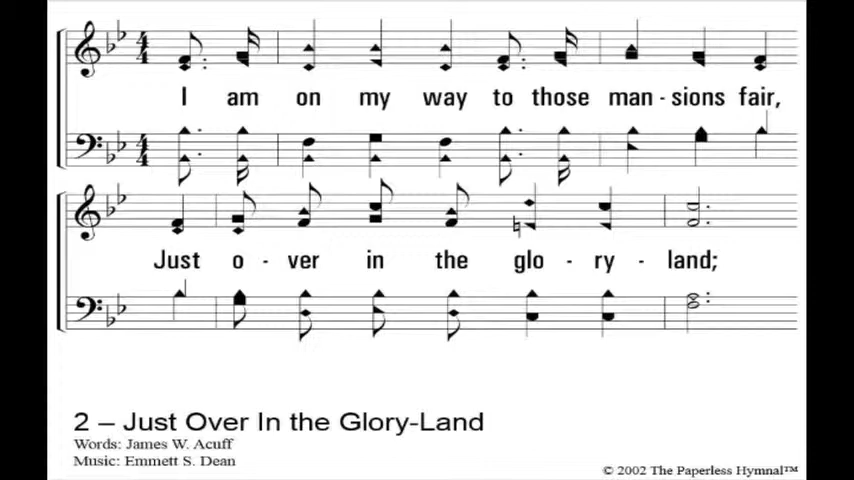 I am on my way to those man - sions fair,
Just o - ver in the glo - ry - land;
2 – Just Over In the Glory-Land
Words: James W. Acuff
Music: Emmett S. Dean
© 2002 The Paperless Hymnal™